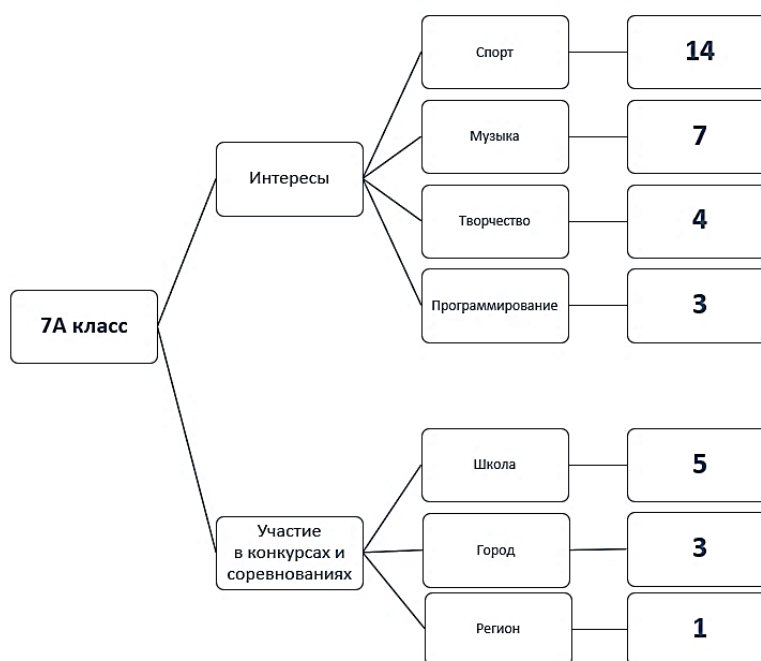 Спорт
14
Музыка
7
Интересы
Творчество
4
Программирование
3
7А класс
Школа
5
Участие
в конкурсах и
соревнованиях
Город
3
Регион
1